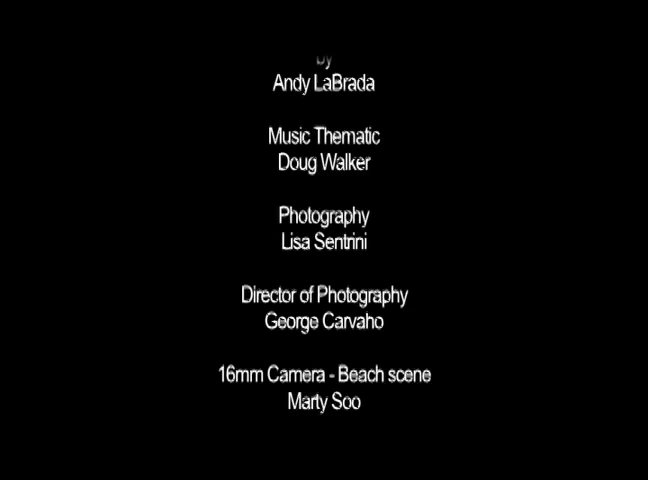 by
Andy LaBrada
Music Thematic
Doug Walker
Photography
Lisa Sentrini
Director of Photography
George Carvaho
16mm Camera - Beach scene
Marty Soo